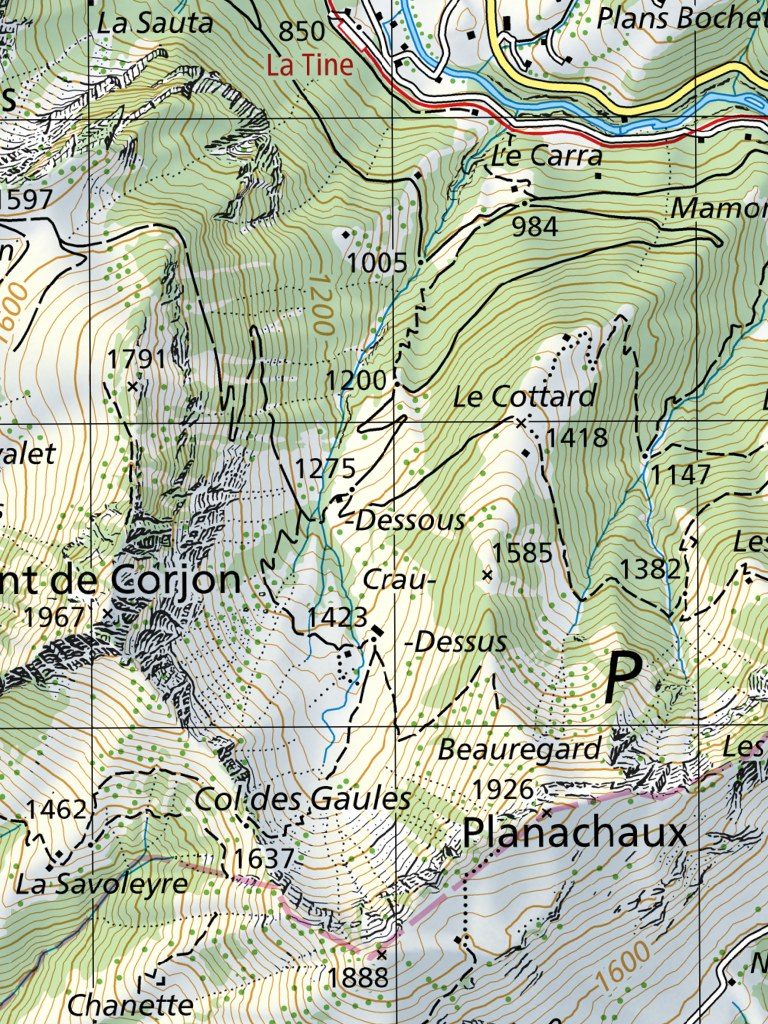 La Sauta
850
Plans Bochet
La Tine
s
Le Carra
1597
984
Mamo
n
1005
1600
1200
1791
1200
Le Cottard
1418
valet
1275
1147
-Dessous
1585
Les
1382
nt de Corjon
Crau-
1967
1423
-Dessus
P
Beauregard
Les
1926
Col des Gaules
1462
Planachaux
1637
La Savoleyre
1888
1600
N
Chanette